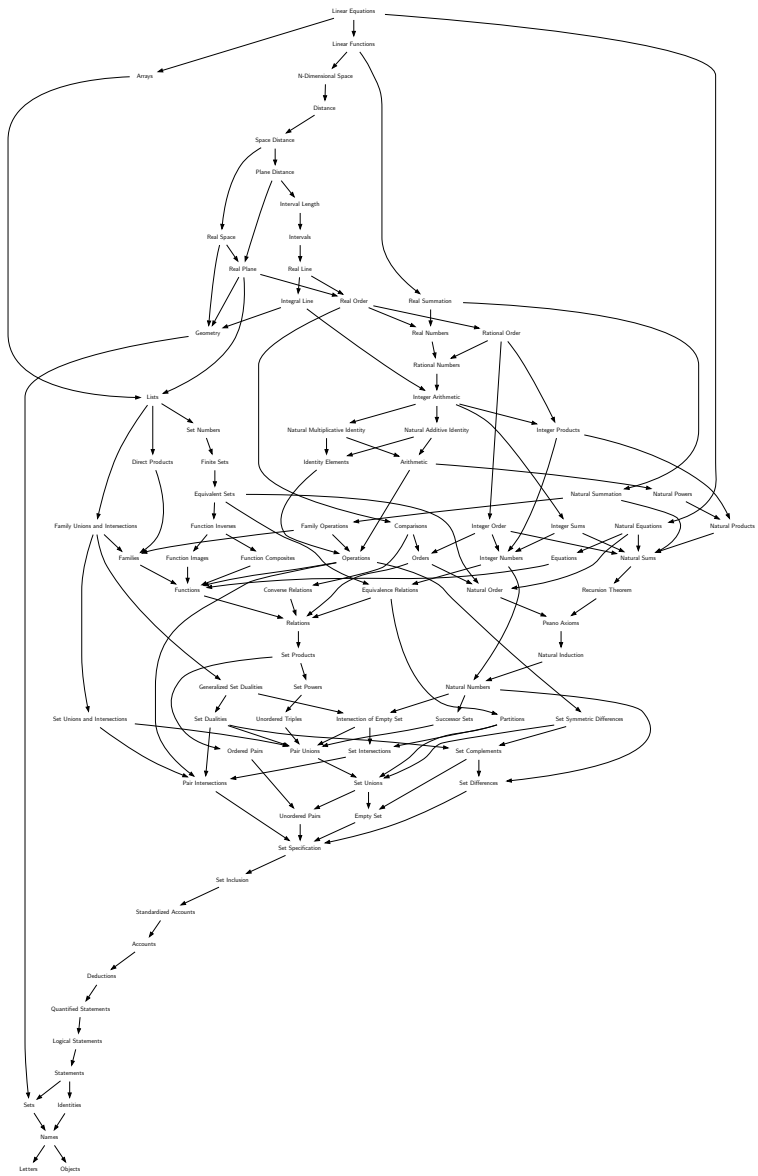 Linear Equations
Linear Functions
Arrays
N-Dimensional Space
Distance
Space Distance
Plane Distance
Interval Length
Real Space
Intervals
Real Plane
Real Line
Integral Line
Real Order
Real Summation
Geometry
Real Numbers
Rational Order
Rational Numbers
Lists
Integer Arithmetic
Set Numbers
Natural Multiplicative Identity
Natural Additive Identity
Integer Products
Direct Products
Finite Sets
Identity Elements
Arithmetic
Equivalent Sets
Natural Summation
Natural Powers
Family Unions and Intersections
Function Inverses
Family Operations
Comparisons
Integer Order
Integer Sums
Natural Equations
Natural Products
Families
Function Images
Function Composites
Operations
Orders
Integer Numbers
Equations
Natural Sums
Functions
Converse Relations
Equivalence Relations
Natural Order
Recursion Theorem
Relations
Peano Axioms
Set Products
Natural Induction
Generalized Set Dualities
Set Powers
Natural Numbers
Set Unions and Intersections
Set Dualities
Unordered Triples
Intersection of Empty Set
Successor Sets
Partitions
Set Symmetric Differences
Ordered Pairs
Pair Unions
Set Intersections
Set Complements
Pair Intersections
Set Unions
Set Differences
Unordered Pairs
Empty Set
Set Specification
Set Inclusion
Standardized Accounts
Accounts
Deductions
Quantified Statements
Logical Statements
Statements
Sets
Identities
Names
Letters
Objects